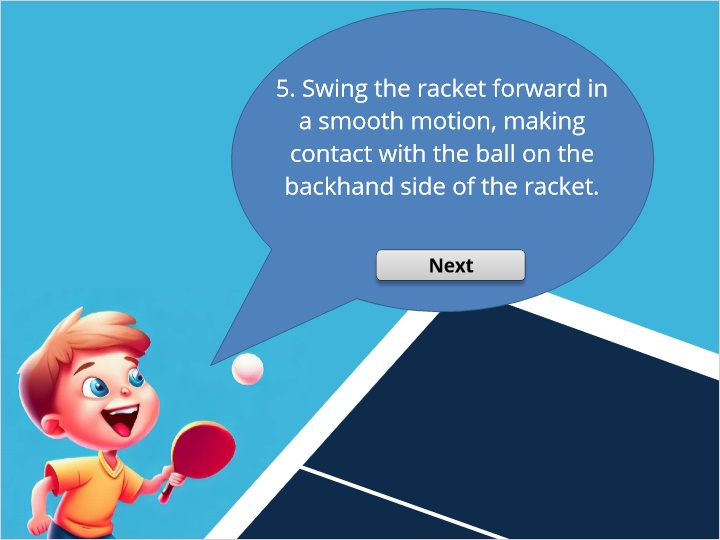 5. Swing the racket forward in
a smooth motion, making
contact with the ball on the
backhand side of the racket.
Next